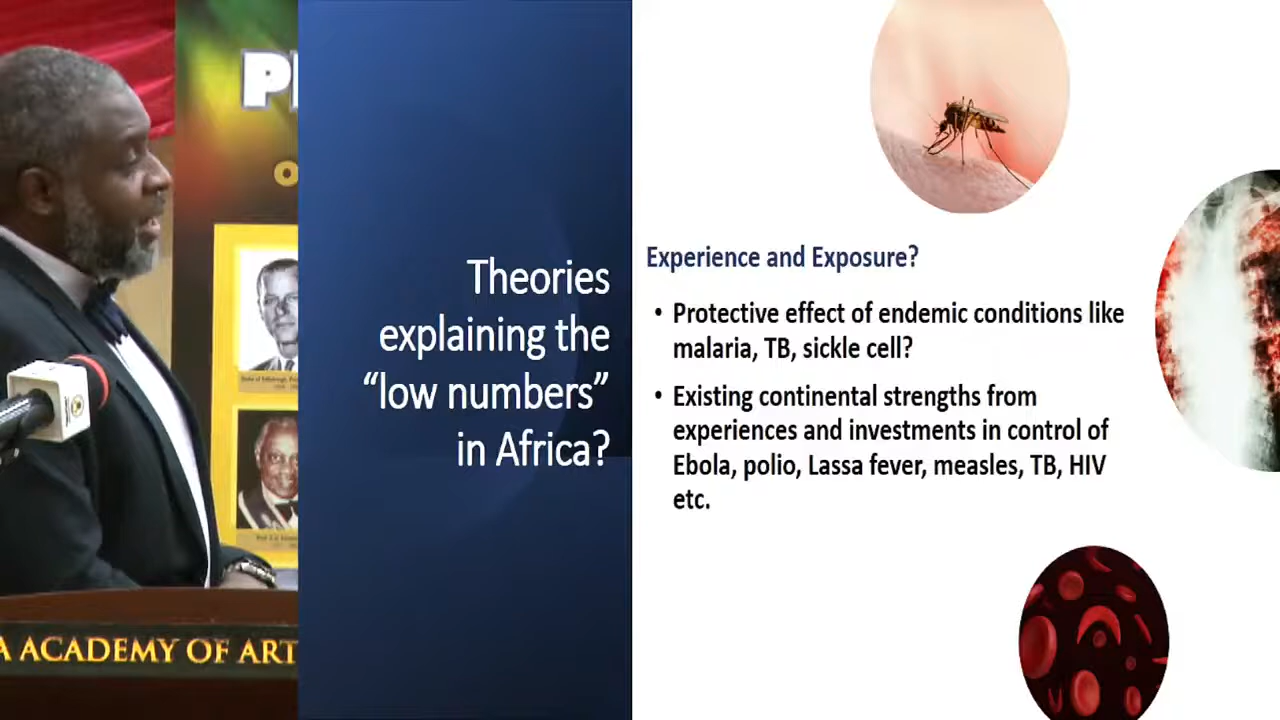 P
O
A ACADEMY OF ART
Theories
explaining the
“low numbers”
in Africa?
Experience and Exposure?
• Protective effect of endemic conditions like
malaria, TB, sickle cell?
• Existing continental strengths from
experiences and investments in control of
Ebola, polio, Lassa fever, measles, TB, HIV
etc.